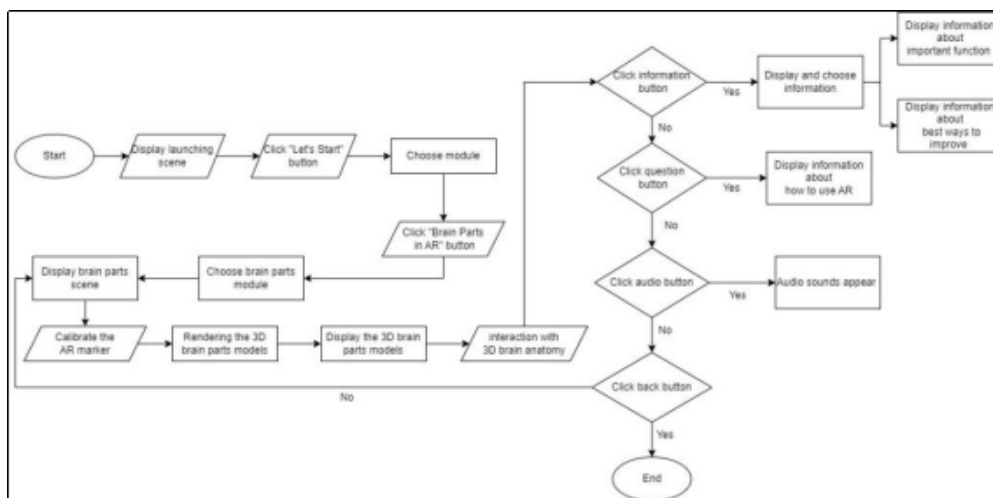 Start
Display launching
scene
Click "Let's Start"
button
Choose module
Click "Brain Parts
in AR" button
Choose brain parts
module
Display brain parts
scene
Calibrate the
AR marker
Rendering the 3D
brain parts models
Display the 3D brain
parts models
interaction with
3D brain anatomy
Click information
button
Yes
Display and choose
information
Display information
about
important function
Display information
about
best ways to
improve
No
Click question
button
Yes
Display information
about
how to use AR
No
Click audio button
Yes
Audio sounds appear
No
Click back button
No
Yes
End